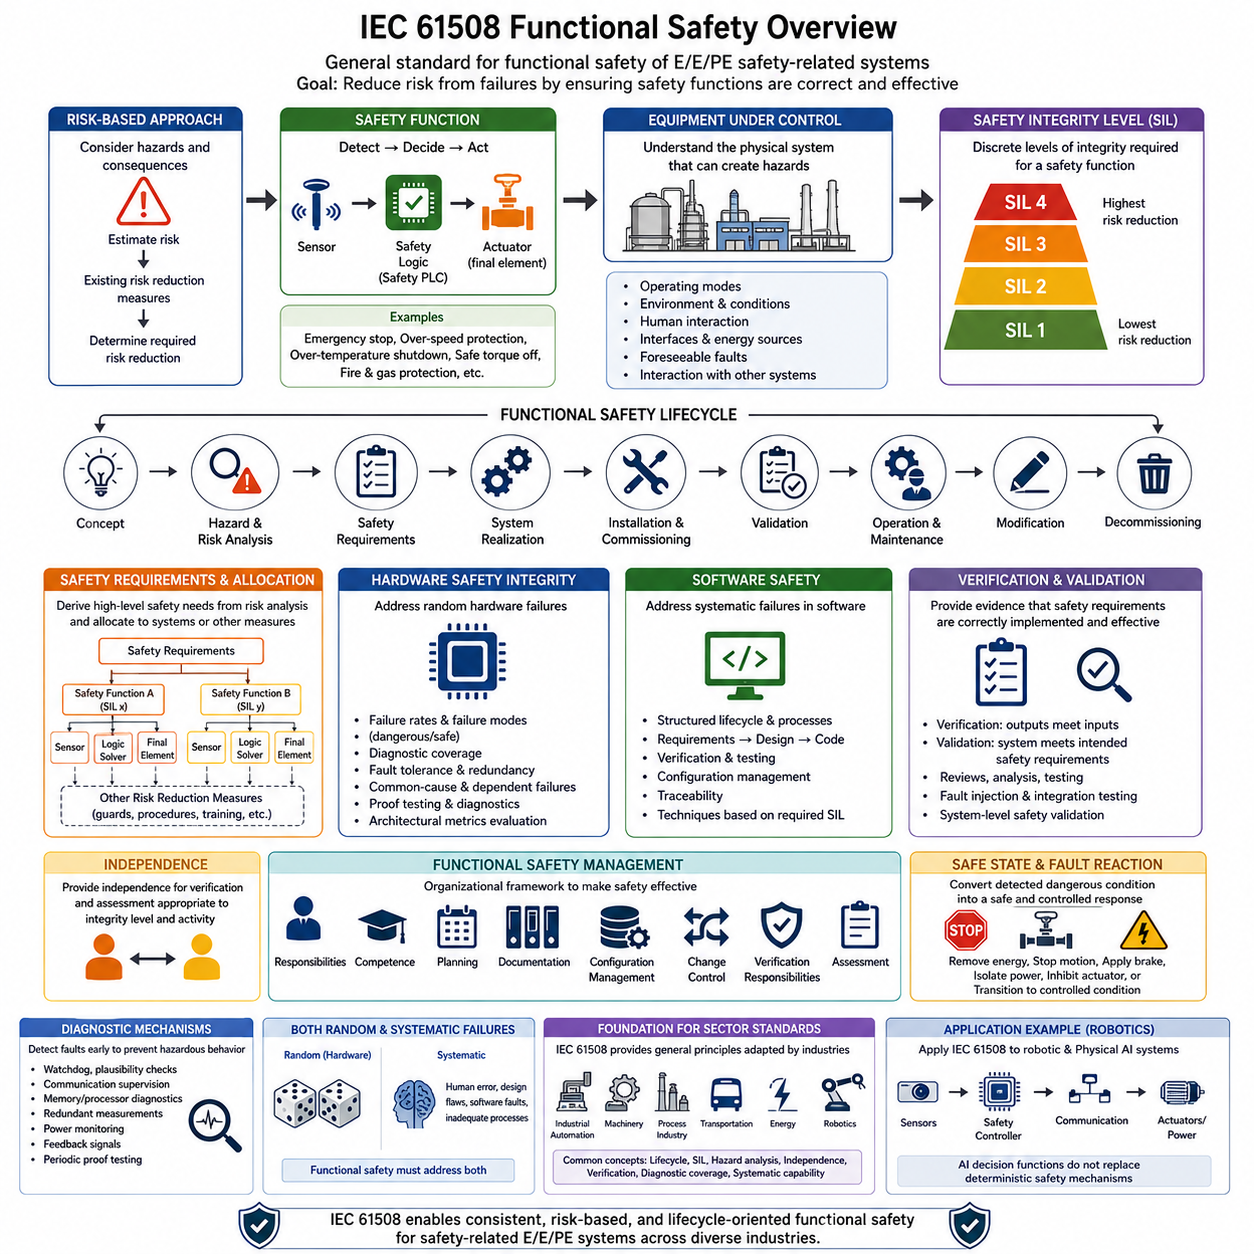 IEC 61508 Functional Safety Overview
General standard for functional safety of E/E/PE safety-related systems
Goal: Reduce risk from failures by ensuring safety functions are correct and effective
RISK-BASED APPROACH
Consider hazards and
consequences
Estimate risk
Existing risk reduction
measures
Determine required
risk reduction
SAFETY FUNCTION
Detect → Decide → Act
Sensor
Safety
Logic
(Safety PLC)
Actuator
(final element)
Examples
Emergency stop, Over-speed protection,
Over-temperature shutdown, Safe torque off,
Fire & gas protection, etc.
EQUIPMENT UNDER CONTROL
Understand the physical system
that can create hazards
• Operating modes
• Environment & conditions
• Human interaction
• Interfaces & energy sources
• Foreseeable faults
• Interaction with other systems
SAFETY INTEGRITY LEVEL (SIL)
Discrete levels of integrity required
for a safety function
SIL 4
Highest
risk reduction
SIL 3
SIL 2
SIL 1
Lowest
risk reduction
FUNCTIONAL SAFETY LIFECYCLE
Concept
Hazard &
Risk Analysis
Safety
Requirements
System
Realization
Installation &
Commissioning
Validation
Operation &
Maintenance
Modification
Decommissioning
SAFETY REQUIREMENTS & ALLOCATION
Derive high-level safety needs from risk analysis
and allocate to systems or other measures
Safety Requirements
Safety Function A
(SIL x)
Safety Function B
(SIL y)
Sensor
Logic
Solver
Final
Element
Sensor
Logic
Solver
Final
Element
Other Risk Reduction Measures
(guards, procedures, training, etc.)
HARDWARE SAFETY INTEGRITY
Address random hardware failures
• Failure rates & failure modes
• (dangerous/safe)
• Diagnostic coverage
• Fault tolerance & redundancy
• Common-cause & dependent failures
• Proof testing & diagnostics
• Architectural metrics evaluation
SOFTWARE SAFETY
Address systematic failures in software
</>
• Structured lifecycle & processes
• Requirements → Design → Code
• Verification & testing
• Configuration management
• Traceability
• Techniques based on required SIL
VERIFICATION & VALIDATION
Provide evidence that safety requirements
are correctly implemented and effective
• Verification: outputs meet inputs
• Validation: system meets intended
safety requirements
• Reviews, analysis, testing
• Fault injection & integration testing
• System-level safety validation
INDEPENDENCE
Provide independence for verification
and assessment appropriate to
integrity level and activity
FUNCTIONAL SAFETY MANAGEMENT
Organizational framework to make safety effective
Responsibilities
Competence
Planning
Documentation
Configuration
Management
Change
Control
Verification
Responsibilities
Assessment
SAFE STATE & FAULT REACTION
Convert detected dangerous condition
into a safe and controlled response
STOP
Remove energy, Stop motion, Apply brake,
Isolate power, Inhibit actuator, or
Transition to controlled condition
DIAGNOSTIC MECHANISMS
Detect faults early to prevent hazardous behavior
• Watchdog, plausibility checks
• Communication supervision
• Memory/processor diagnostics
• Redundant measurements
• Power monitoring
• Feedback signals
• Periodic proof testing
BOTH RANDOM & SYSTEMATIC FAILURES
Random (Hardware)
Systematic
Human error, design
flaws, software faults,
inadequate processes
Functional safety must address both
FOUNDATION FOR SECTOR STANDARDS
IEC 61508 provides general principles adapted by industries
Industrial
Automation
Machinery
Process
Industry
Transportation
Energy
Robotics
Common concepts: Lifecycle, SIL, Hazard analysis, Independence,
Verification, Diagnostic coverage, Systematic capability
APPLICATION EXAMPLE (ROBOTICS)
Apply IEC 61508 to robotic & Physical AI systems
Sensors
Safety
Controller
Communication
Actuators/
Power
AI decision functions do not replace
deterministic safety mechanisms
IEC 61508 enables consistent, risk-based, and lifecycle-oriented functional safety
for safety-related E/E/PE systems across diverse industries.